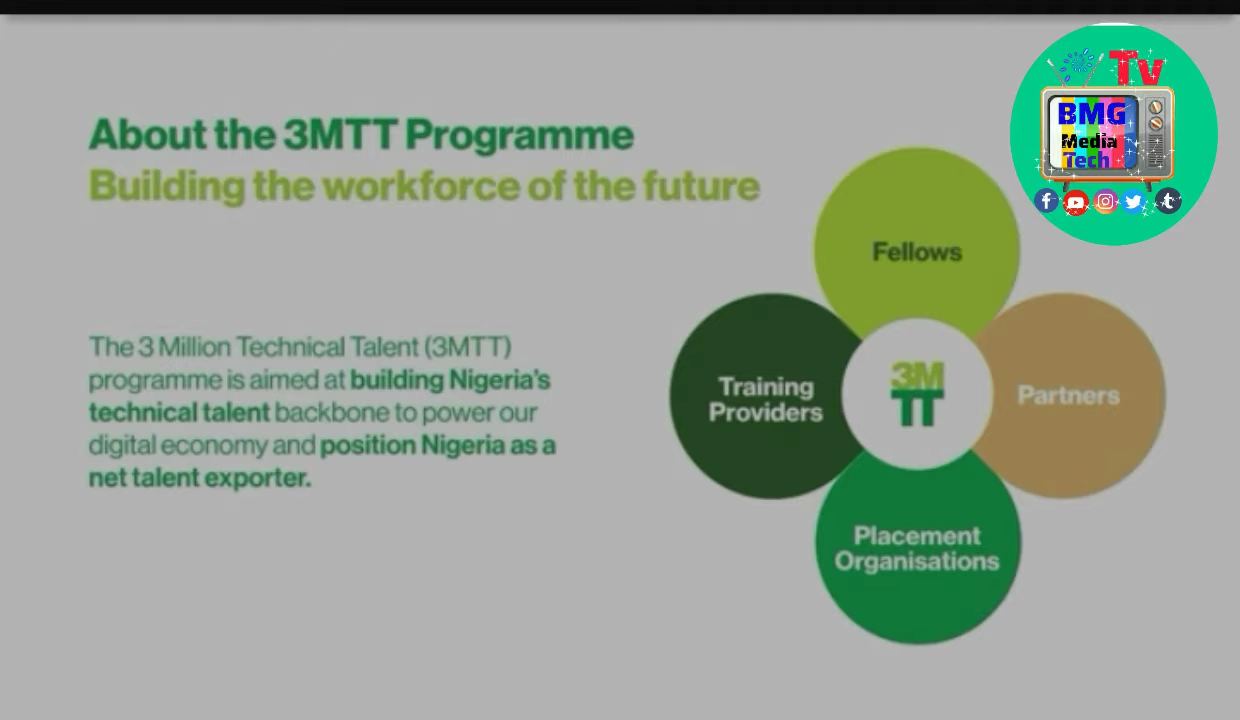 About the 3MTT Programme
Building the workforce of the future
The 3 Million Technical Talent (3MTT)
programme is aimed at building Nigeria's
technical talent backbone to power our
digital economy and position Nigeria as a
net talent exporter.
Fellows
Training
Providers
3M
TT
Partners
Placement
Organisations
Tv
BMG
Media
Tech